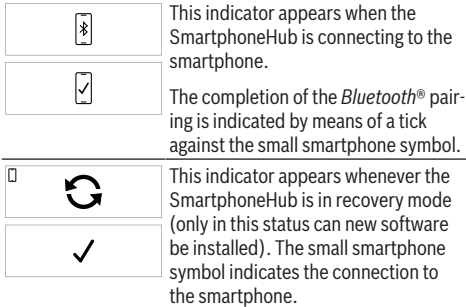 This indicator appears when the
SmartphoneHub is connecting to the
smartphone.
The completion of the Bluetooth® pair-
ing is indicated by means of a tick
against the small smartphone symbol.
This indicator appears whenever the
SmartphoneHub is in recovery mode
(only in this status can new software
be installed). The small smartphone
symbol indicates the connection to
the smartphone.